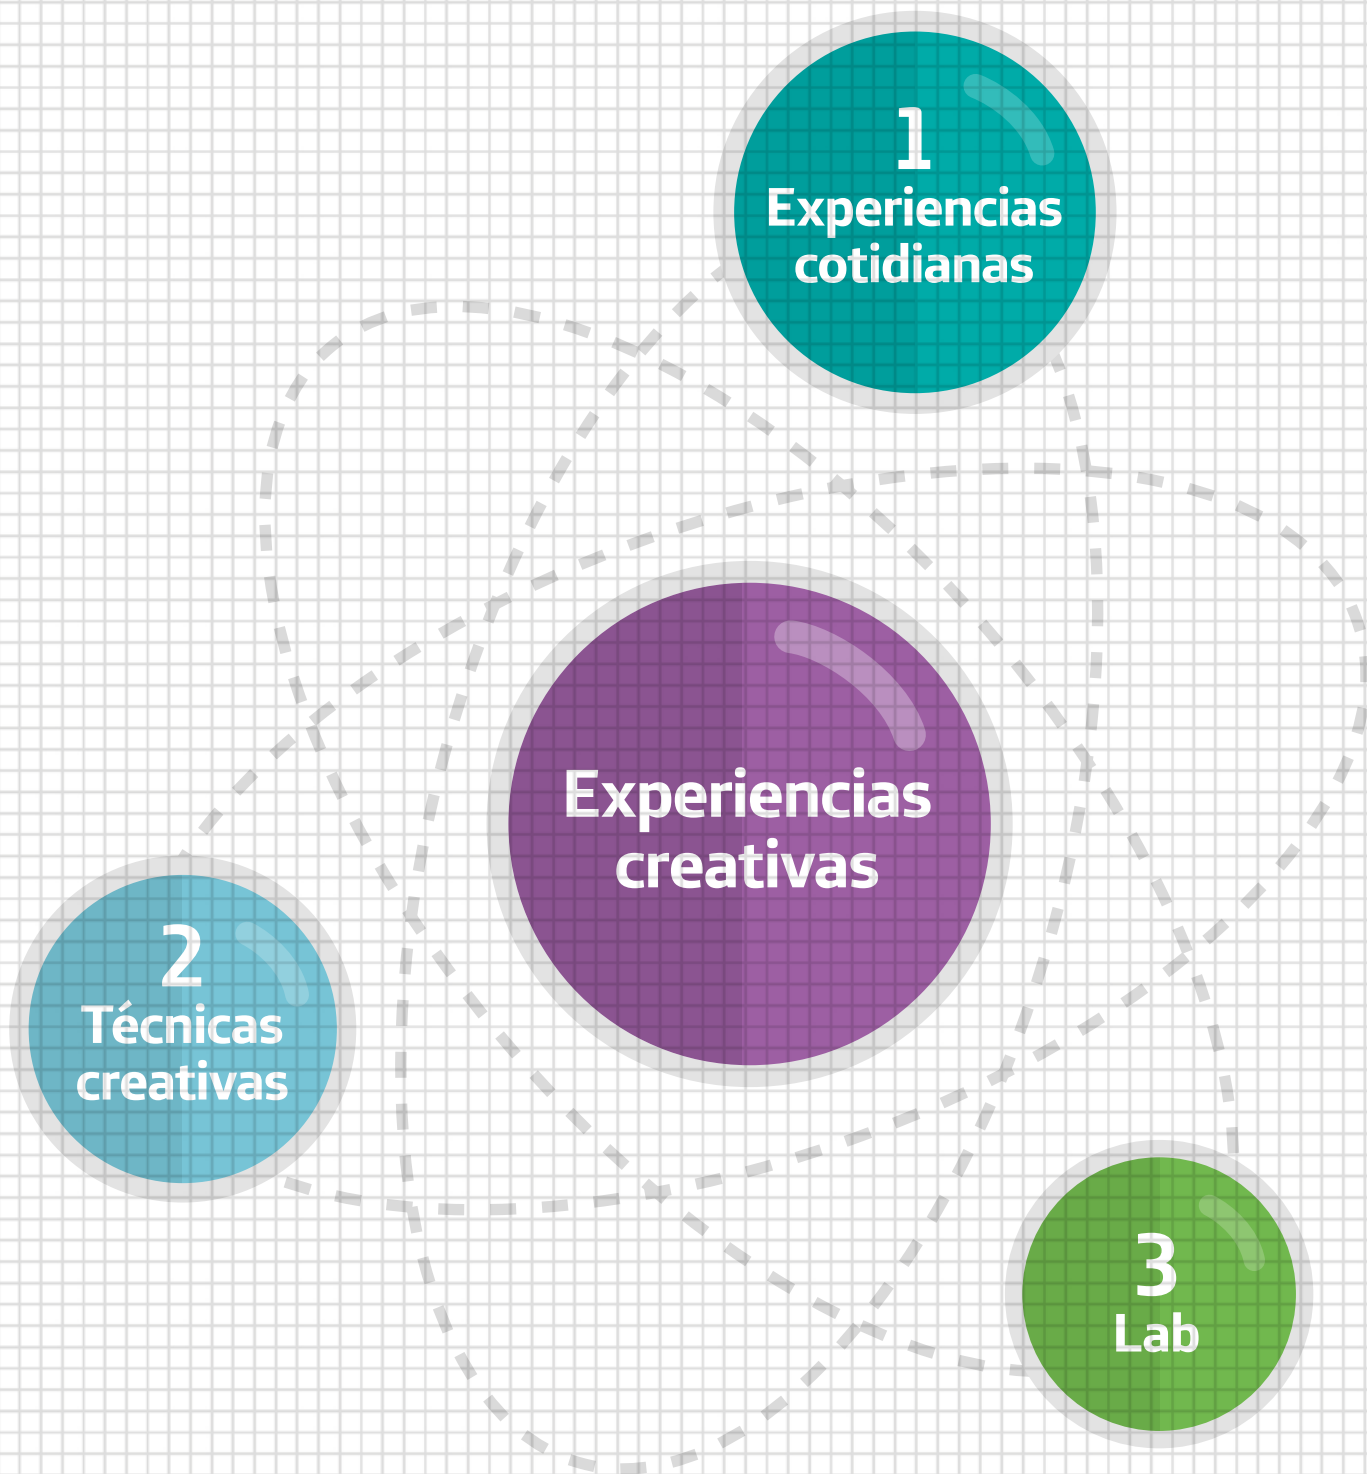 1
Experiencias
cotidianas
Experiencias
creativas
2
Técnicas
creativas
3
Lab